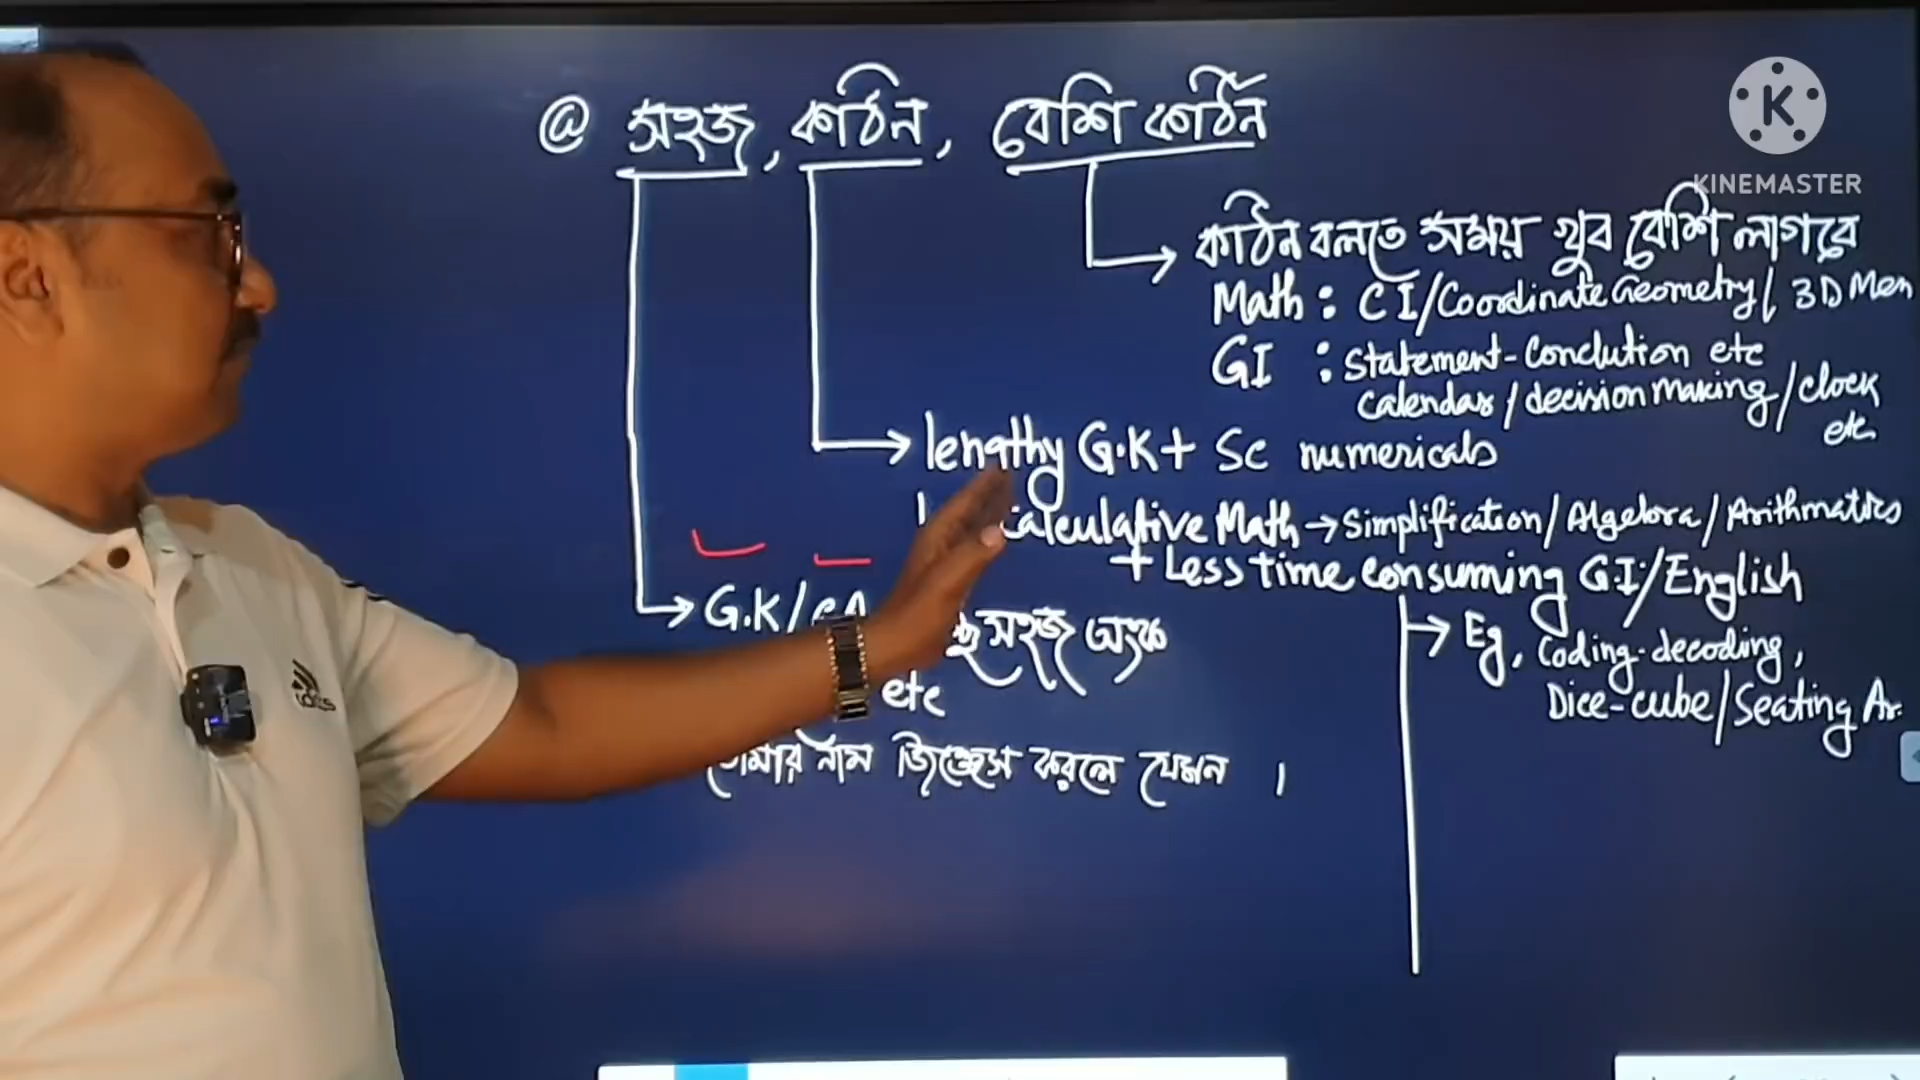 @ সহজ, কঠিন, বেশি কঠিন
KINEMASTER
কঠিন বলতে সময় খুব বেশি লাগবে
Math : CI/Coordinate Geometry/ 3D Men
GI : Statement-Conclution etc
Calendar/decision making/clock
etc
lengthy G.K + Sc numericals
calculative Math → Simplification/Algebra/Arithmatics
+ Less time consuming G.I./English
→ G.K/CA
সহজ অংক
→ Eg, Coding-decoding,
etc
Dice-cube/Seating Ar.
তোমার নাম জিজ্ঞেস করলে যেমন ।
adidas